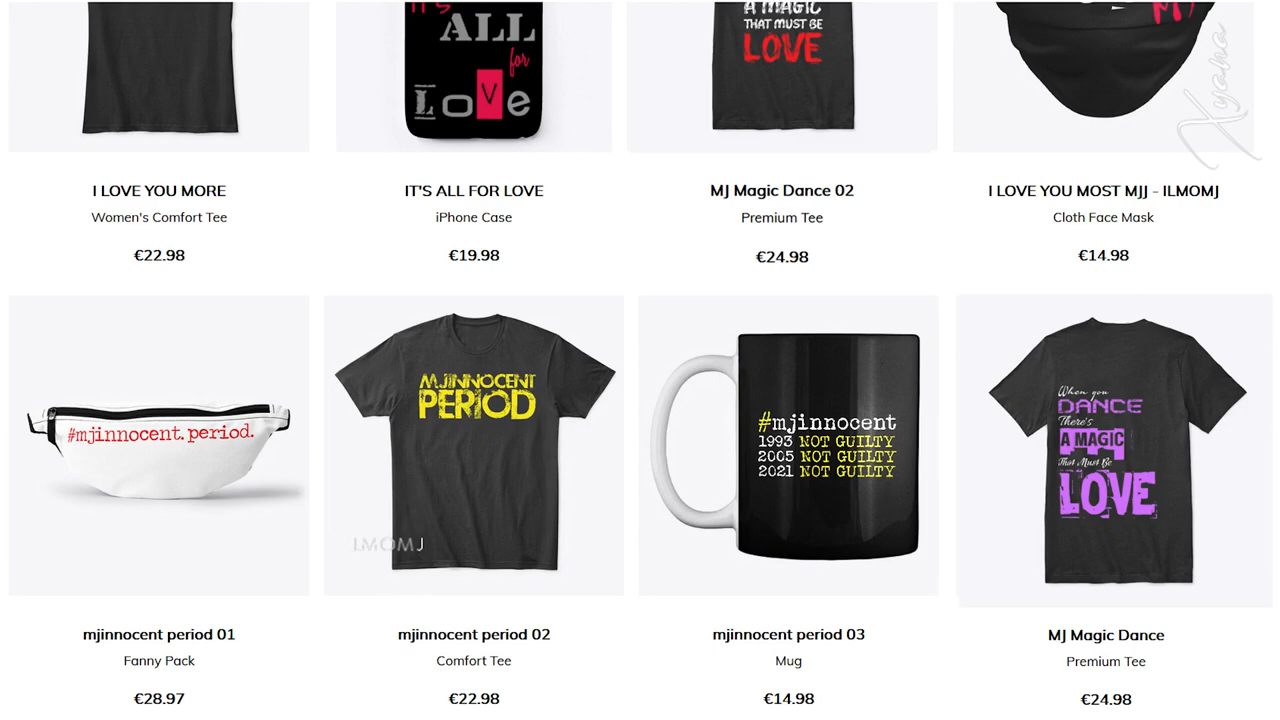 IT'S
ALL
for
LoVe
A MAGIC
THAT MUST BE
LOVE
MJ
Xyana
I LOVE YOU MORE
Women's Comfort Tee
€22.98
IT'S ALL FOR LOVE
iPhone Case
€19.98
MJ Magic Dance 02
Premium Tee
€24.98
I LOVE YOU MOST MJJ - ILMOMJ
Cloth Face Mask
€14.98
#mjinnocent.period.
MJINNOCENT
PERIOD
LMOMJ
#mjinnocent
1993 NOT GUILTY
2005 NOT GUILTY
2021 NOT GUILTY
When you
DANCE
There's
A MAGIC
That Must Be
LOVE
mjinnocent period 01
Fanny Pack
€28.97
mjinnocent period 02
Comfort Tee
€22.98
mjinnocent period 03
Mug
€14.98
MJ Magic Dance
Premium Tee
€24.98